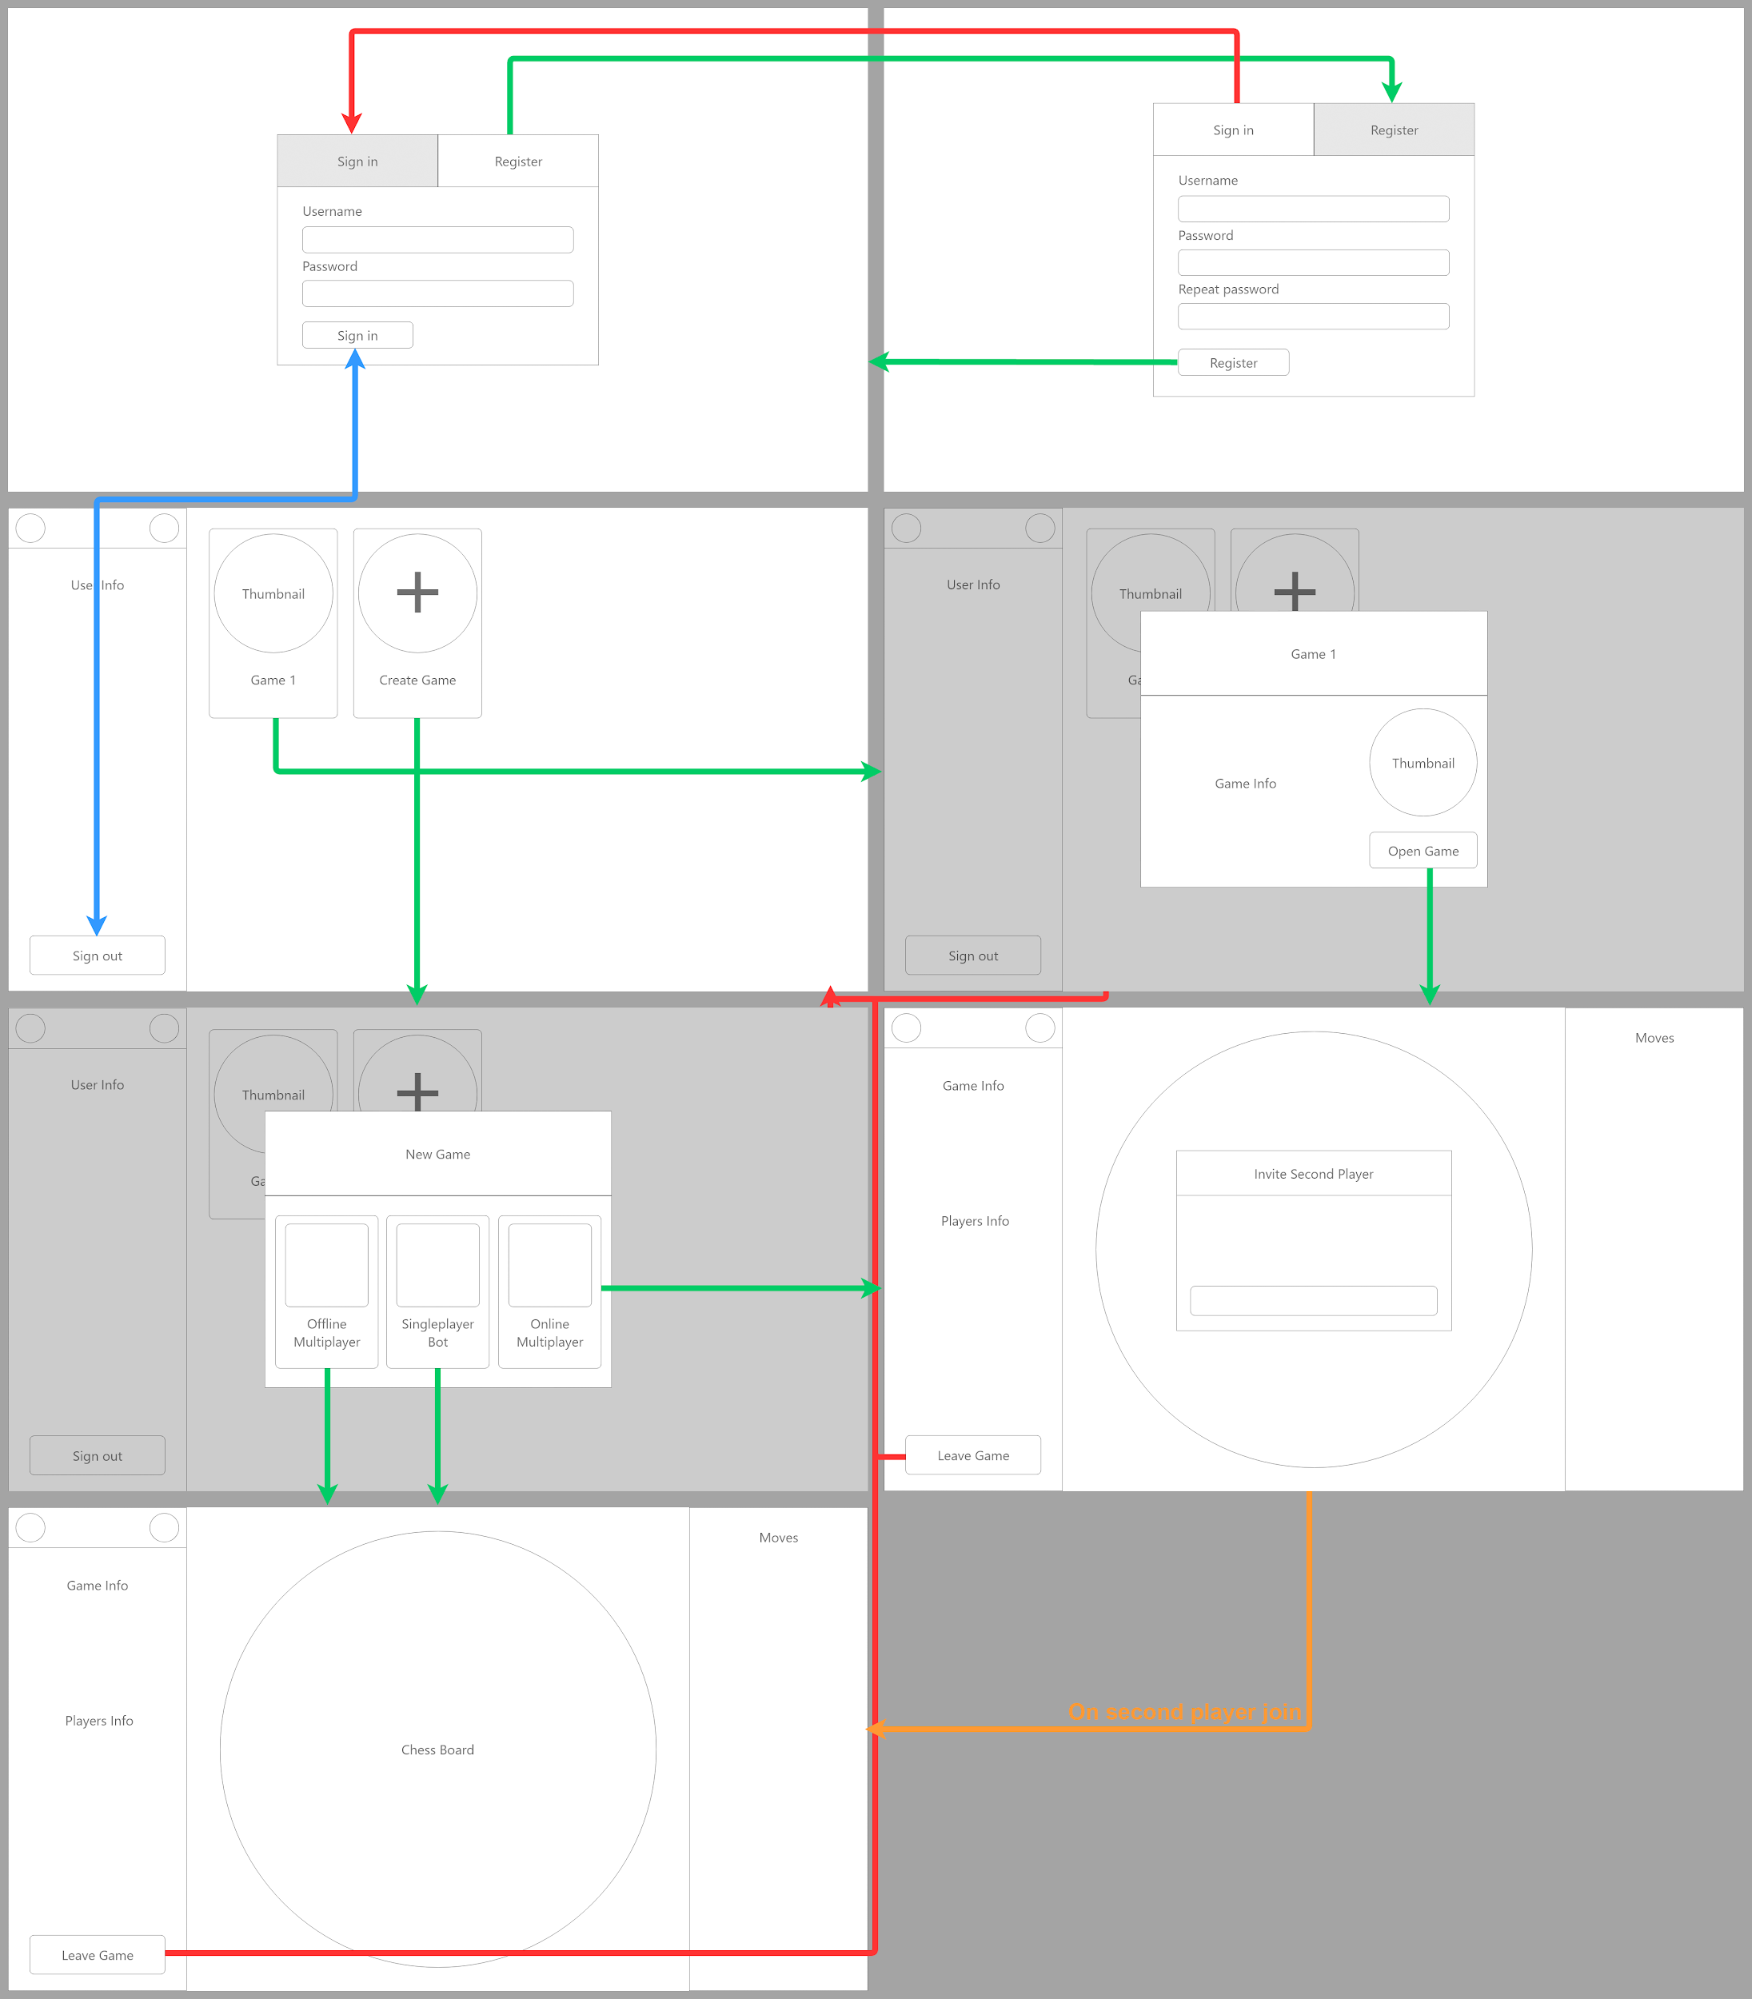 Sign in
Register
Username
Password
Sign in
Sign in
Register
Username
Password
Repeat password
Register
User Info
Thumbnail
Game 1
Create Game
Sign out
User Info
Thumbnail
Ga
Game 1
Game Info
Thumbnail
Open Game
Sign out
User Info
Thumbnail
Ga
New Game
Offline
Multiplayer
Singleplayer
Bot
Online
Multiplayer
Sign out
Game Info
Players Info
Invite Second Player
Moves
Leave Game
On second player join
Game Info
Players Info
Chess Board
Moves
Leave Game